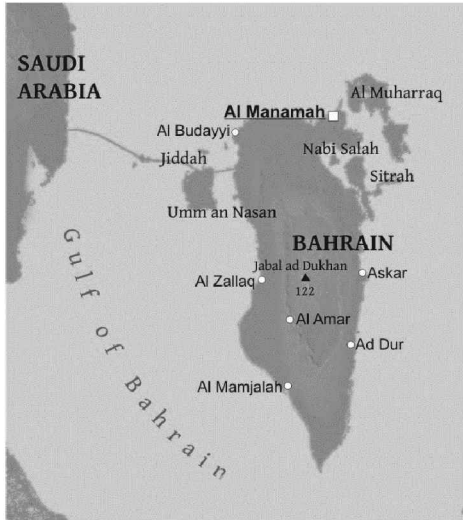 SAUDI
ARABIA
Al Muharraq
Al Manamah
Al Budayyi
Nabi Salah
Jiddah
Sitrah
Umm an Nasan
BAHRAIN
Jabal ad Dukhan
122
Askar
Al Zallaq
Al Amar
Ad Dur
Al Mamjalah
Gulf of Bahrain